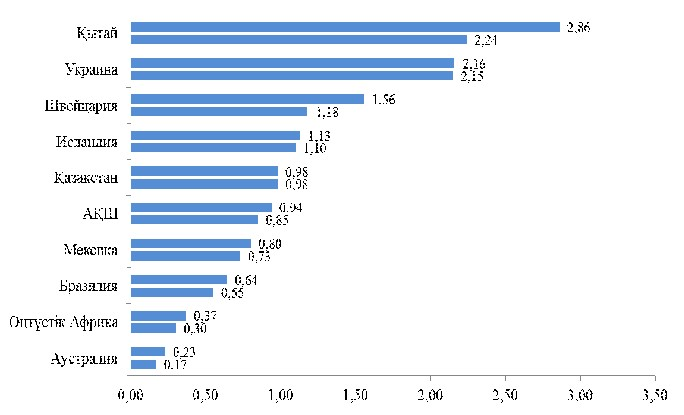 Қытай
2,86
2,24
Украина
2,16
2,15
Швейцария
1,56
1,18
Исландия
1,13
1,10
Қазақстан
0,98
0,98
АҚШ
0,94
0,85
Мексика
0,80
0,73
Бразилия
0,64
0,55
Оңтүстік Африка
0,37
0,30
Аустралия
0,23
0,17
0,00 0,50 1,00 1,50 2,00 2,50 3,00 3,50